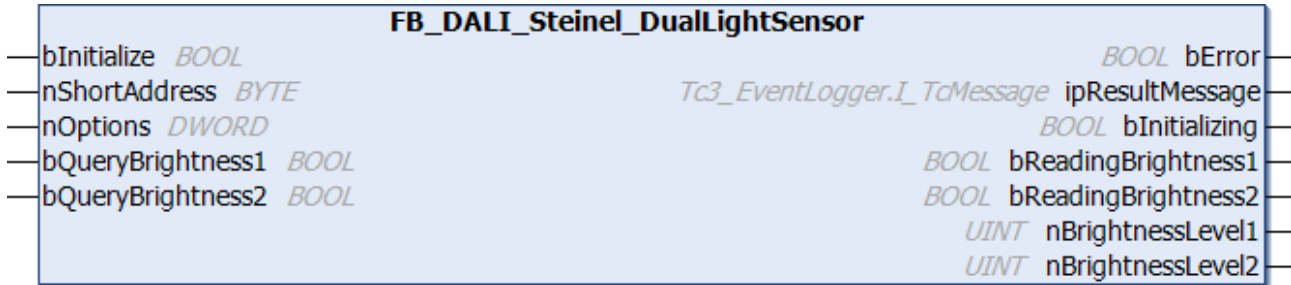 FB_DALI_Steinel_DualLightSensor
bInitialize BOOL BOOL bError
nShortAddress BYTE Tc3_EventLogger.I_TcMessage ipResultMessage
nOptions DWORD BOOL bInitializing
bQueryBrightness1 BOOL BOOL bReadingBrightness1
bQueryBrightness2 BOOL BOOL bReadingBrightness2
UINT nBrightnessLevel1
UINT nBrightnessLevel2